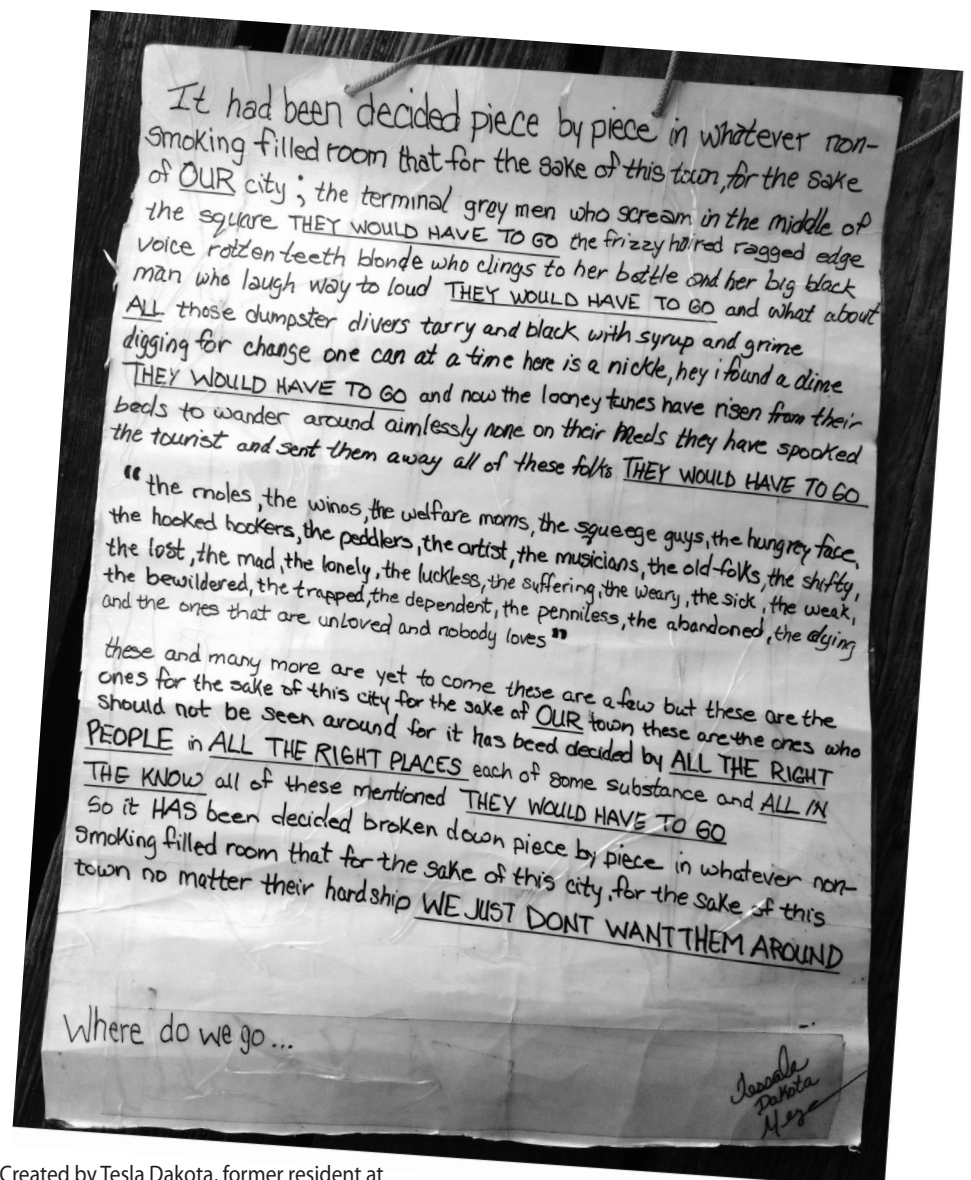 It had been decided piece by piece in whatever non-
smoking filled room that for the sake of this town, for the sake
of OUR city; the terminal grey men who scream in the middle of
the square THEY WOULD HAVE TO GO the frizzy haired ragged edge
voice rotten teeth blonde who clings to her bottle and her big black
man who laugh way to loud THEY WOULD HAVE TO GO and what about
ALL those dumpster divers tarry and black with syrup and grime
digging for change one can at a time here is a nickle, hey i found a dime
THEY WOULD HAVE TO GO and now the looney tunes have risen from their
beds to wander around aimlessly none on their Meds they have spooked
the tourist and sent them away all of these folks THEY WOULD HAVE TO GO
"the moles, the winos, the welfare moms, the squeege guys, the hungrey face,
the hooked hookers, the peddlers, the artist, the musicians, the old-folks, the shifty,
the lost, the mad, the lonely, the luckless, the suffering, the weary, the sick, the weak,
the bewildered, the trapped, the dependent, the penniless, the abandoned, the dying
and the ones that are unloved and nobody loves"
these and many more are yet to come these are a few but these are the
ones for the sake of this city for the sake of OUR town these are the ones who
should not be seen around for it has beed decided by ALL THE RIGHT
PEOPLE in ALL THE RIGHT PLACES each of some substance and ALL IN
THE KNOW all of these mentioned THEY WOULD HAVE TO GO
So it HAS been decided broken down piece by piece in whatever non-
smoking filled room that for the sake of this city, for the sake of this
town no matter their hardship WE JUST DONT WANT THEM AROUND
Where do we go...
Dakota
Created by Tesla Dakota, former resident at